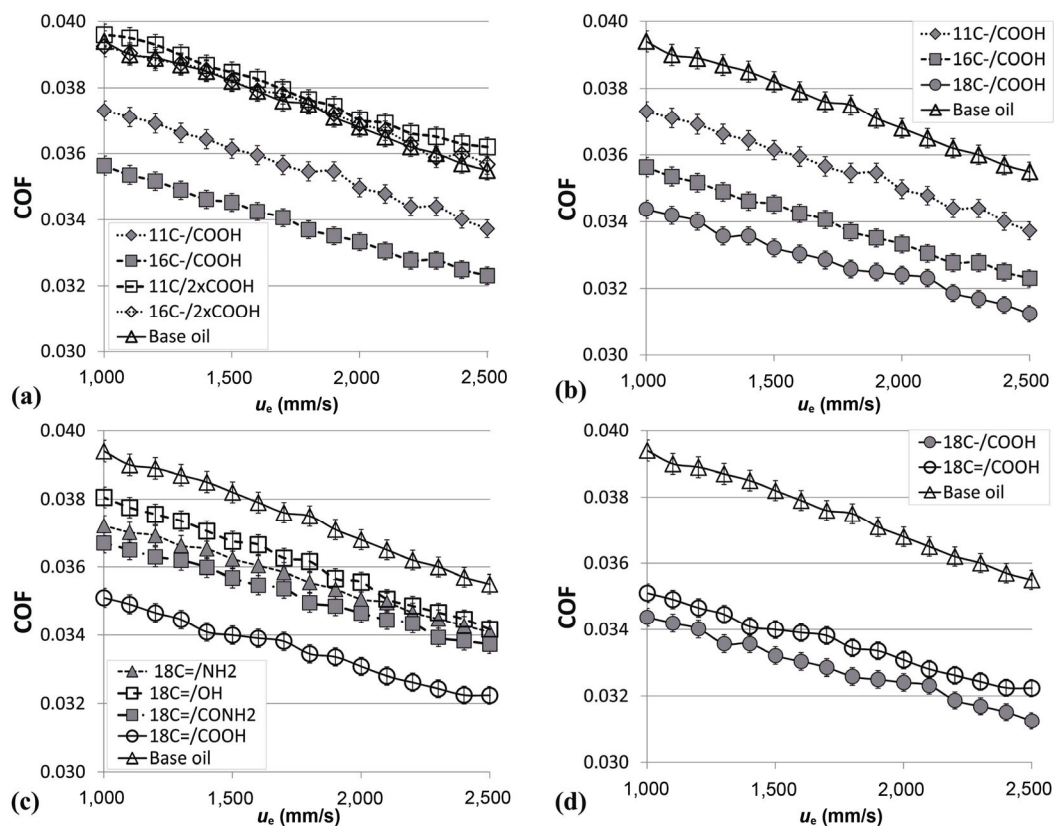 0.040
0.038
0.036
0.034
0.032
0.030
COF
11C-/COOH
16C-/COOH
11C/2xCOOH
16C-/2xCOOH
Base oil
1,000 1,500 2,000 2,500
(a) ue (mm/s)
0.040
0.038
0.036
0.034
0.032
0.030
COF
11C-/COOH
16C-/COOH
18C-/COOH
Base oil
1,000 1,500 2,000 2,500
(b) ue (mm/s)
0.040
0.038
0.036
0.034
0.032
0.030
COF
18C=/NH2
18C=/OH
18C=/CONH2
18C=/COOH
Base oil
1,000 1,500 2,000 2,500
(c) ue (mm/s)
0.040
0.038
0.036
0.034
0.032
0.030
COF
18C-/COOH
18C=/COOH
Base oil
1,000 1,500 2,000 2,500
(d) ue (mm/s)